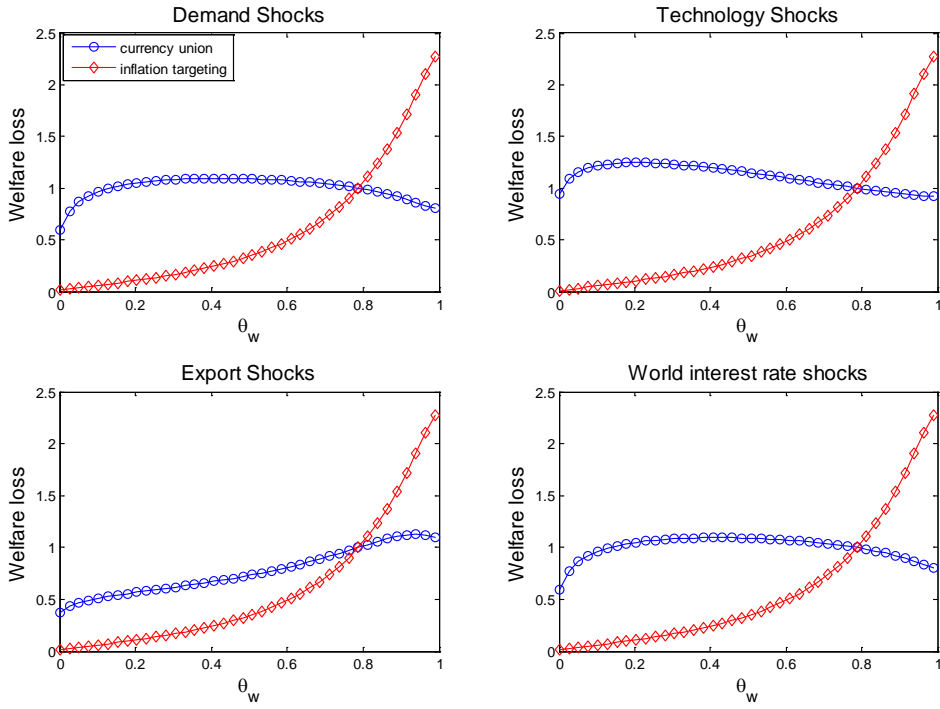 Demand Shocks
currency union
inflation targeting
Welfare loss
2.5
2
1.5
1
0.5
0
0 0.2 0.4 0.6 0.8 1
θ_w
Technology Shocks
Welfare loss
2.5
2
1.5
1
0.5
0
0 0.2 0.4 0.6 0.8 1
θ_w
Export Shocks
Welfare loss
2.5
2
1.5
1
0.5
0
0 0.2 0.4 0.6 0.8 1
θ_w
World interest rate shocks
Welfare loss
2.5
2
1.5
1
0.5
0
0 0.2 0.4 0.6 0.8 1
θ_w